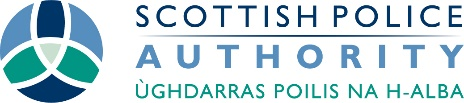 SCOTTISH POLICE
AUTHORITY
ÙGHDARRAS POILIS NA H-ALBA